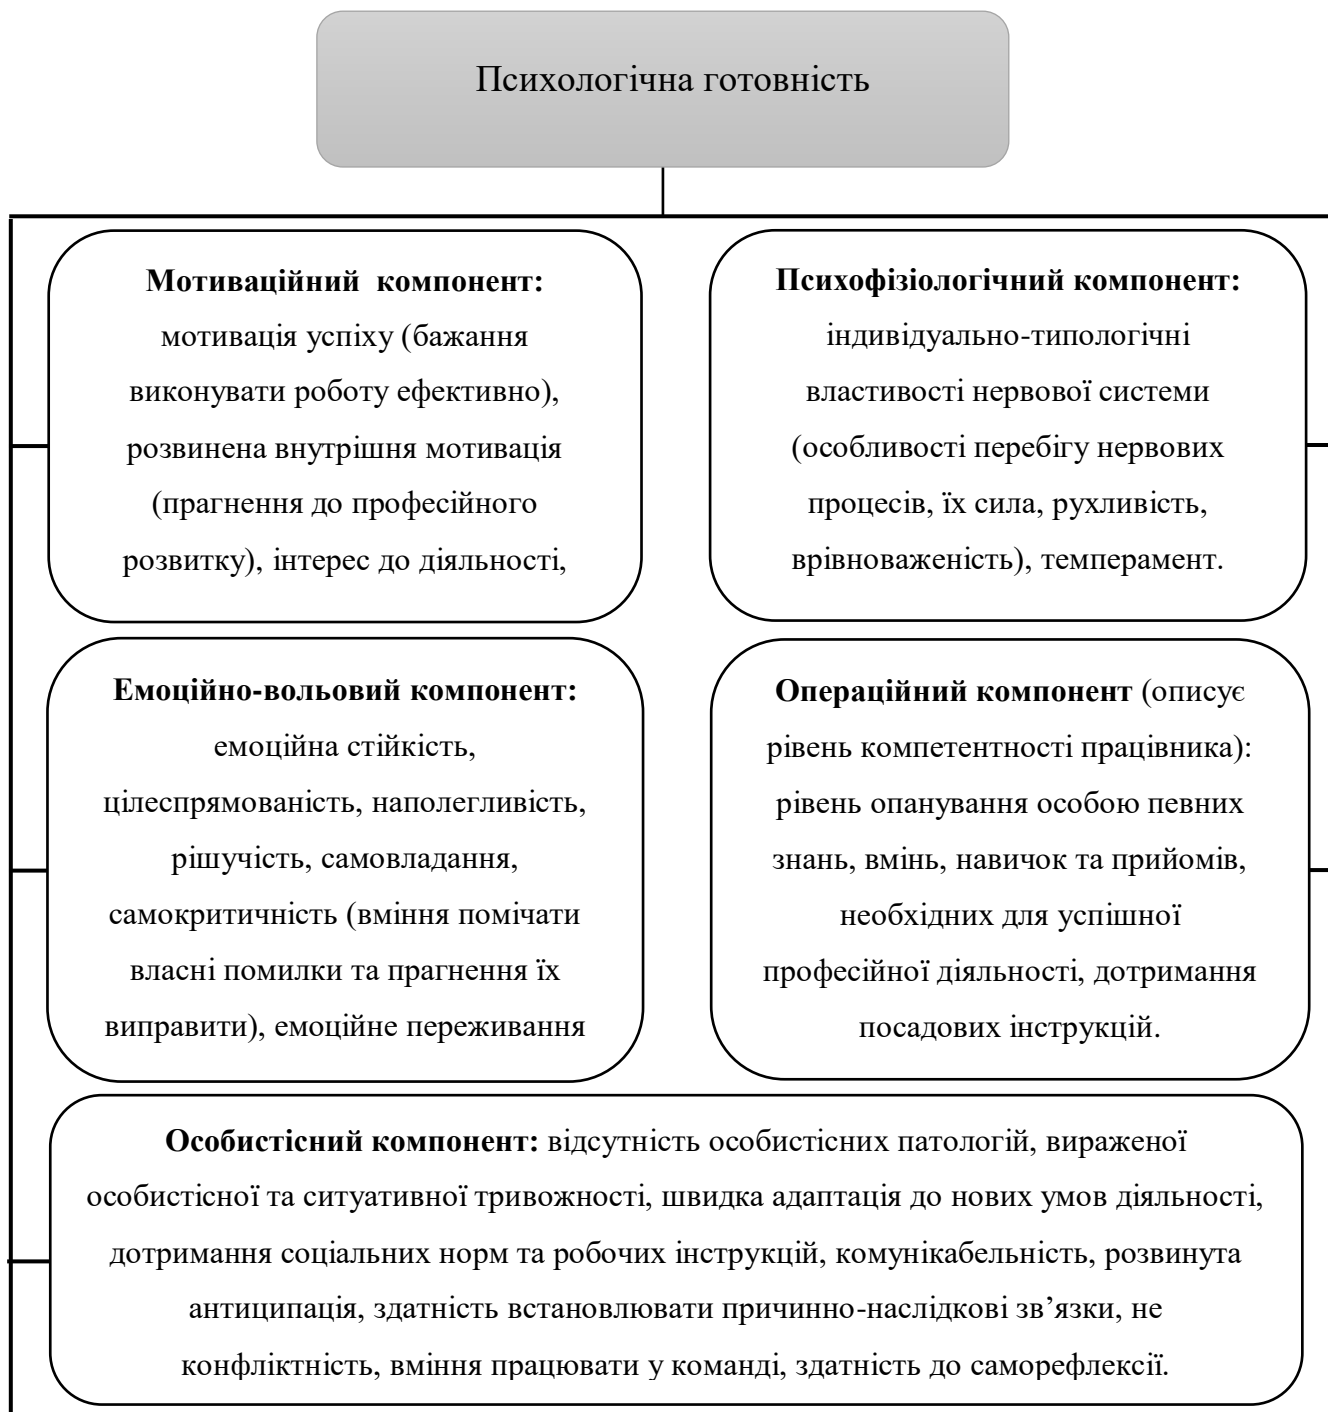 Психологічна готовність
Мотиваційний компонент:
мотивація успіху (бажання
виконувати роботу ефективно),
розвинена внутрішня мотивація
(прагнення до професійного
розвитку), інтерес до діяльності,
Психофізіологічний компонент:
індивідуально-типологічні
властивості нервової системи
(особливості перебігу нервових
процесів, їх сила, рухливість,
врівноваженість), темперамент.
Емоційно-вольовий компонент:
емоційна стійкість,
цілеспрямованість, наполегливість,
рішучість, самовладання,
самокритичність (вміння помічати
власні помилки та прагнення їх
виправити), емоційне переживання
Операційний компонент (описує
рівень компетентності працівника):
рівень опанування особою певних
знань, вмінь, навичок та прийомів,
необхідних для успішної
професійної діяльності, дотримання
посадових інструкцій.
Особистісний компонент: відсутність особистісних патологій, вираженої
особистісної та ситуативної тривожності, швидка адаптація до нових умов діяльності,
дотримання соціальних норм та робочих інструкцій, комунікабельність, розвинута
антиципація, здатність встановлювати причинно-наслідкові зв’язки, не
конфліктність, вміння працювати у команді, здатність до саморефлексії.